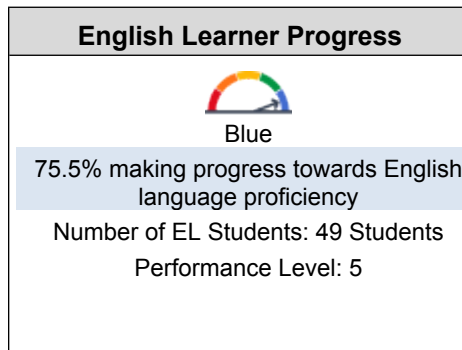 English Learner Progress
Blue
75.5% making progress towards English
language proficiency
Number of EL Students: 49 Students
Performance Level: 5